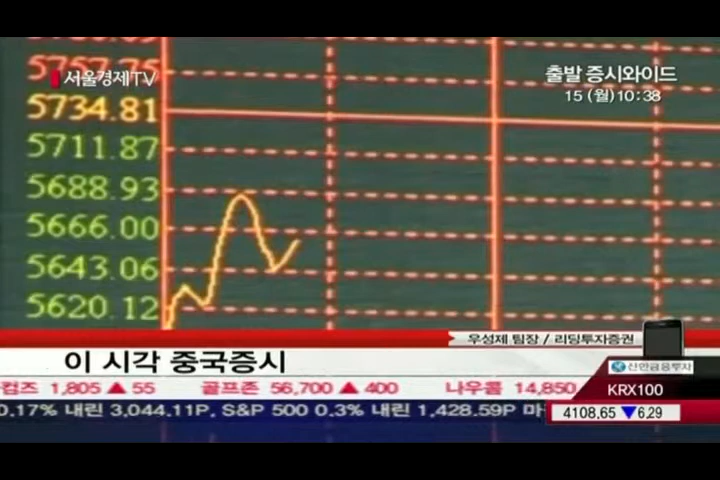 5757.75
서울경제TV
출발 증시와이드
15 (월) 10:38
5734.81
5711.87
5688.93
5666.00
5643.06
5620.12
우성제 팀장 / 리딩투자증권
이 시각 중국증시
신한금융투자
컴즈 1,805 ▲ 55 골프존 56,700 ▲ 400 나우콤 14,850
KRX100
0.17% 내린 3,044.11P, S&P 500 0.3% 내린 1,428.59P
4108.65 ▼6.29